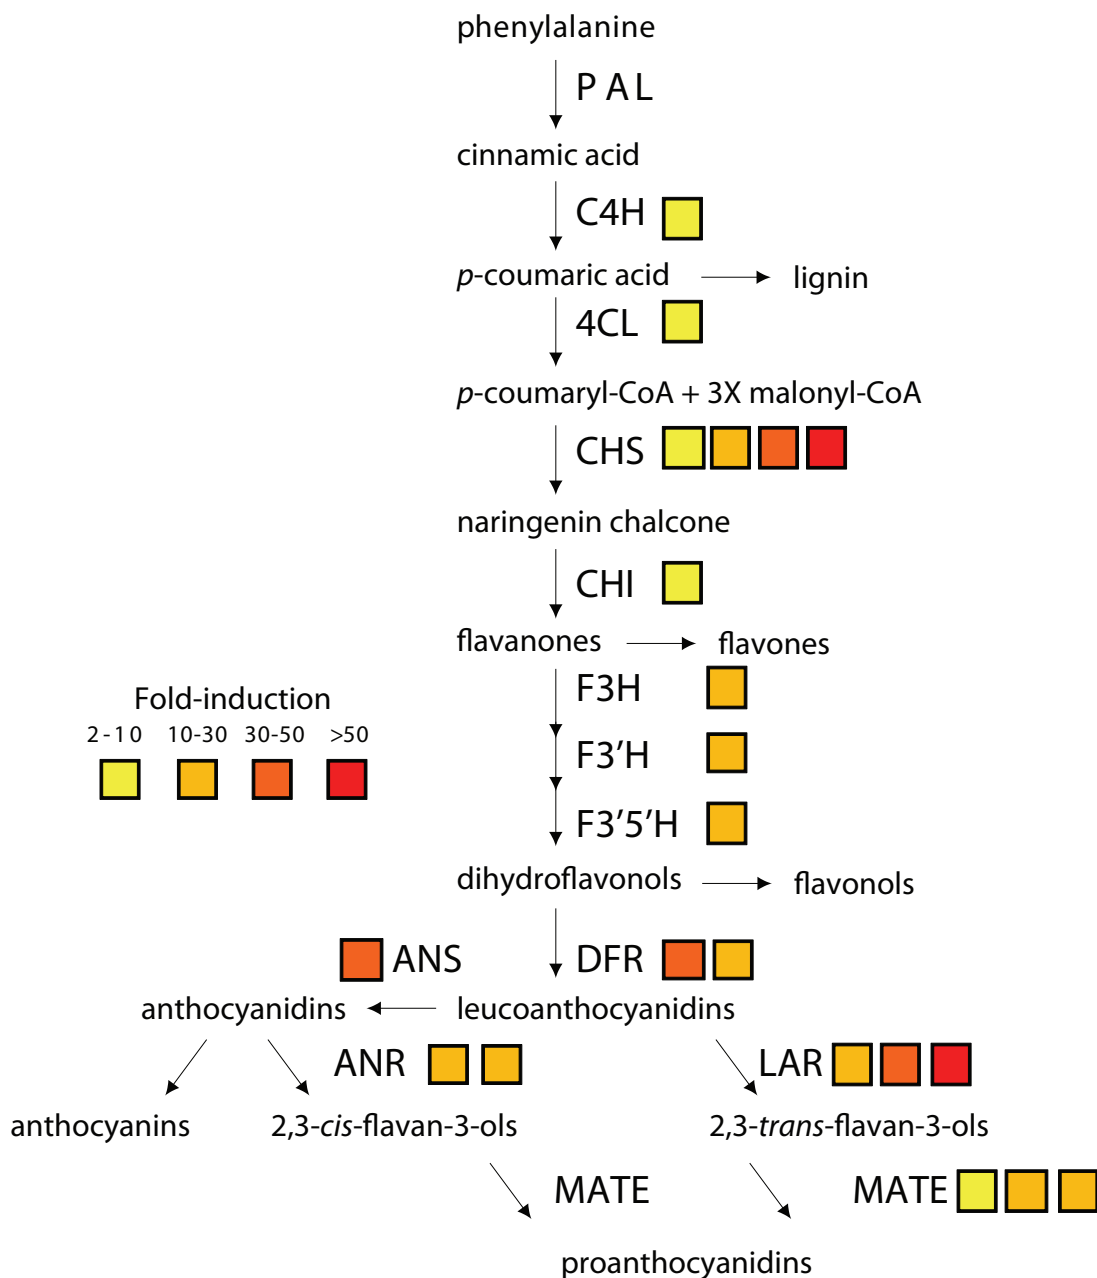 phenylalanine
PAL
cinnamic acid
C4H
p-coumaric acid
lignin
4CL
p-coumaryl-CoA + 3X malonyl-CoA
CHS
naringenin chalcone
CHI
flavanones
flavones
F3H
Fold-induction
2-10 10-30 30-50 >50
F3'H
F3'5'H
dihydroflavonols
flavonols
ANS
DFR
anthocyanidins
leucoanthocyanidins
ANR
LAR
anthocyanins
2,3-cis-flavan-3-ols
2,3-trans-flavan-3-ols
MATE
MATE
proanthocyanidins